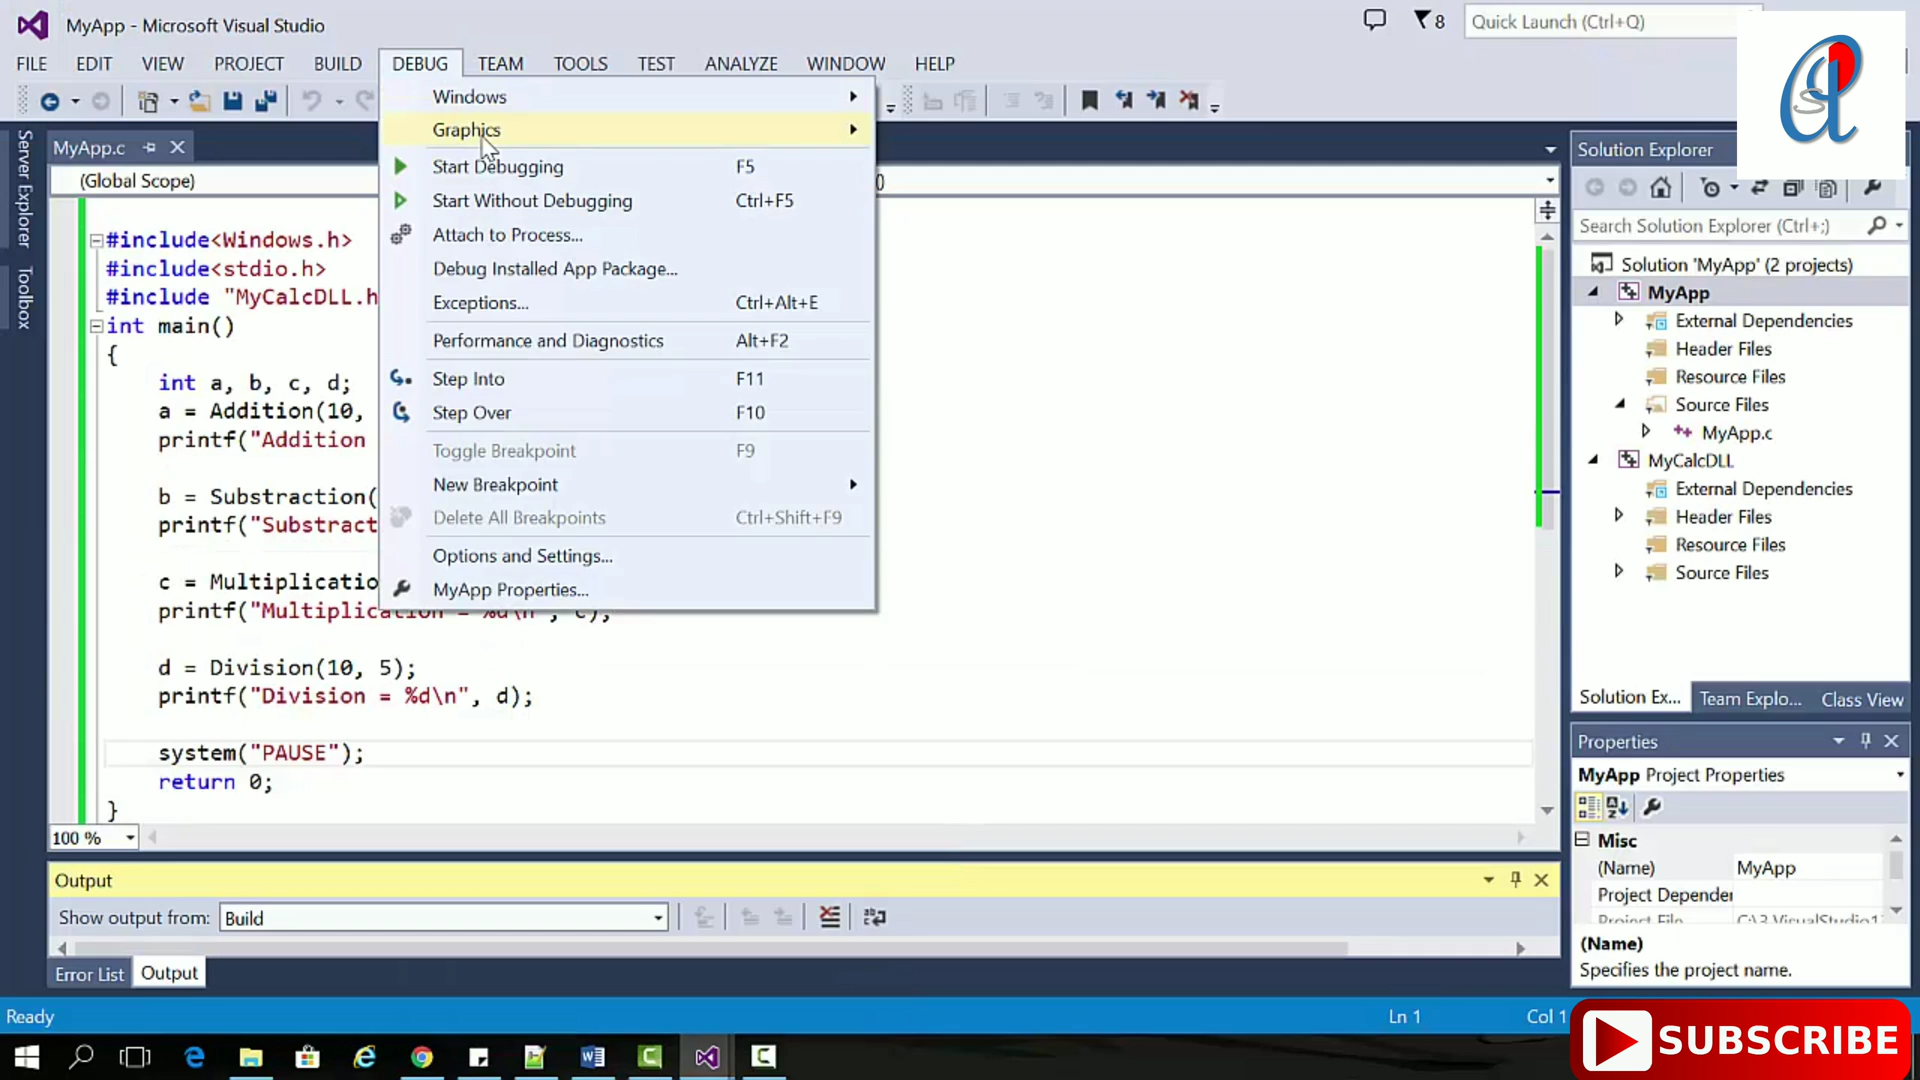 MyApp - Microsoft Visual Studio
8
Quick Launch (Ctrl+Q)
FILE EDIT VIEW PROJECT BUILD DEBUG TEAM TOOLS TEST ANALYZE WINDOW HELP
Windows
Graphics
Start Debugging F5
Start Without Debugging Ctrl+F5
Attach to Process...
Debug Installed App Package...
Exceptions... Ctrl+Alt+E
Performance and Diagnostics Alt+F2
Step Into F11
Step Over F10
Toggle Breakpoint F9
New Breakpoint
Delete All Breakpoints Ctrl+Shift+F9
Options and Settings...
MyApp Properties...
Server Explorer
Toolbox
MyApp.c
(Global Scope)
()
#include<Windows.h>
#include<stdio.h>
#include "MyCalcDLL.h
int main()
{
int a, b, c, d;
a = Addition(10,
printf("Addition
b = Substraction(
printf("Substract
c = Multiplicatio
printf("Multiplication = %d\n", c);
d = Division(10, 5);
printf("Division = %d\n", d);
system("PAUSE");
return 0;
}
100 %
Output
Show output from: Build
Error List Output
Solution Explorer
Search Solution Explorer (Ctrl+;)
Solution 'MyApp' (2 projects)
MyApp
External Dependencies
Header Files
Resource Files
Source Files
MyApp.c
MyCalcDLL
External Dependencies
Header Files
Resource Files
Source Files
Solution Ex... Team Explo... Class View
Properties
MyApp Project Properties
Misc
(Name) MyApp
Project Depender
Project File
(Name)
Specifies the project name.
Ready
Ln 1
Col 1
SUBSCRIBE